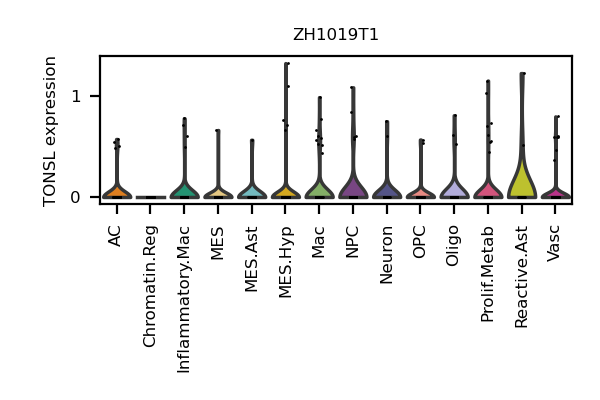 ZH1019T1
TONSL expression
1
0
AC
Chromatin.Reg
Inflammatory.Mac
MES
MES.Ast
MES.Hyp
Mac
NPC
Neuron
OPC
Oligo
Prolif.Metab
Reactive.Ast
Vasc